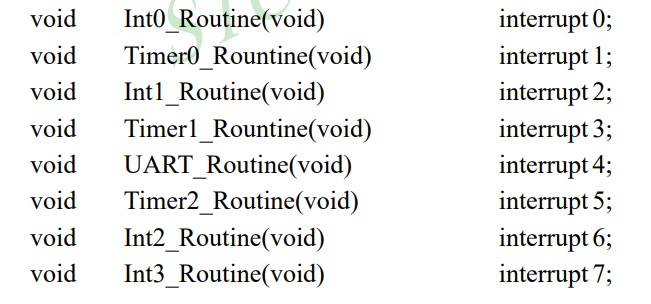 STC
void Int0_Routine(void) interrupt 0;
void Timer0_Rountine(void) interrupt 1;
void Int1_Routine(void) interrupt 2;
void Timer1_Rountine(void) interrupt 3;
void UART_Routine(void) interrupt 4;
void Timer2_Routine(void) interrupt 5;
void Int2_Routine(void) interrupt 6;
void Int3_Routine(void) interrupt 7;